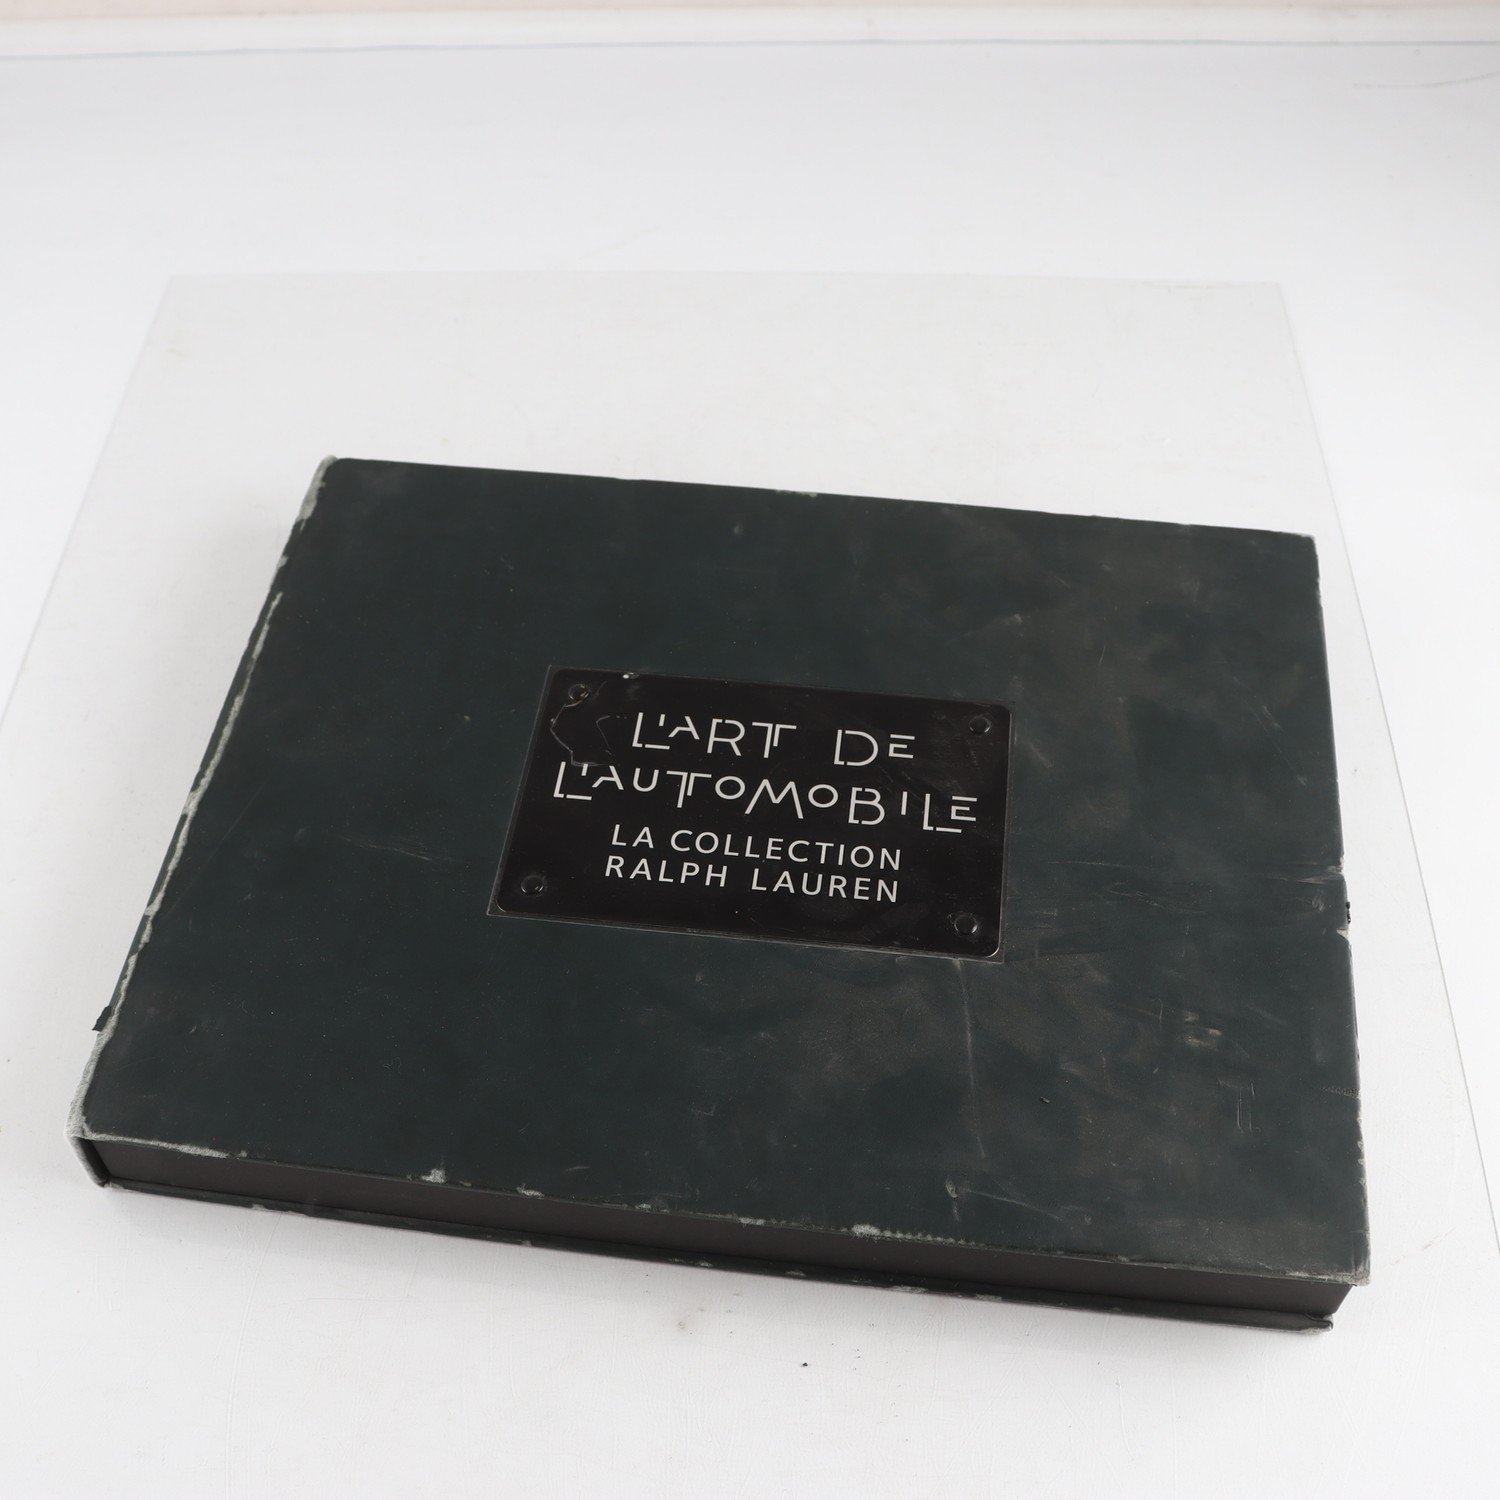 L'ART DE
L'AUTOMOBILE
LA COLLECTION
RALPH LAUREN